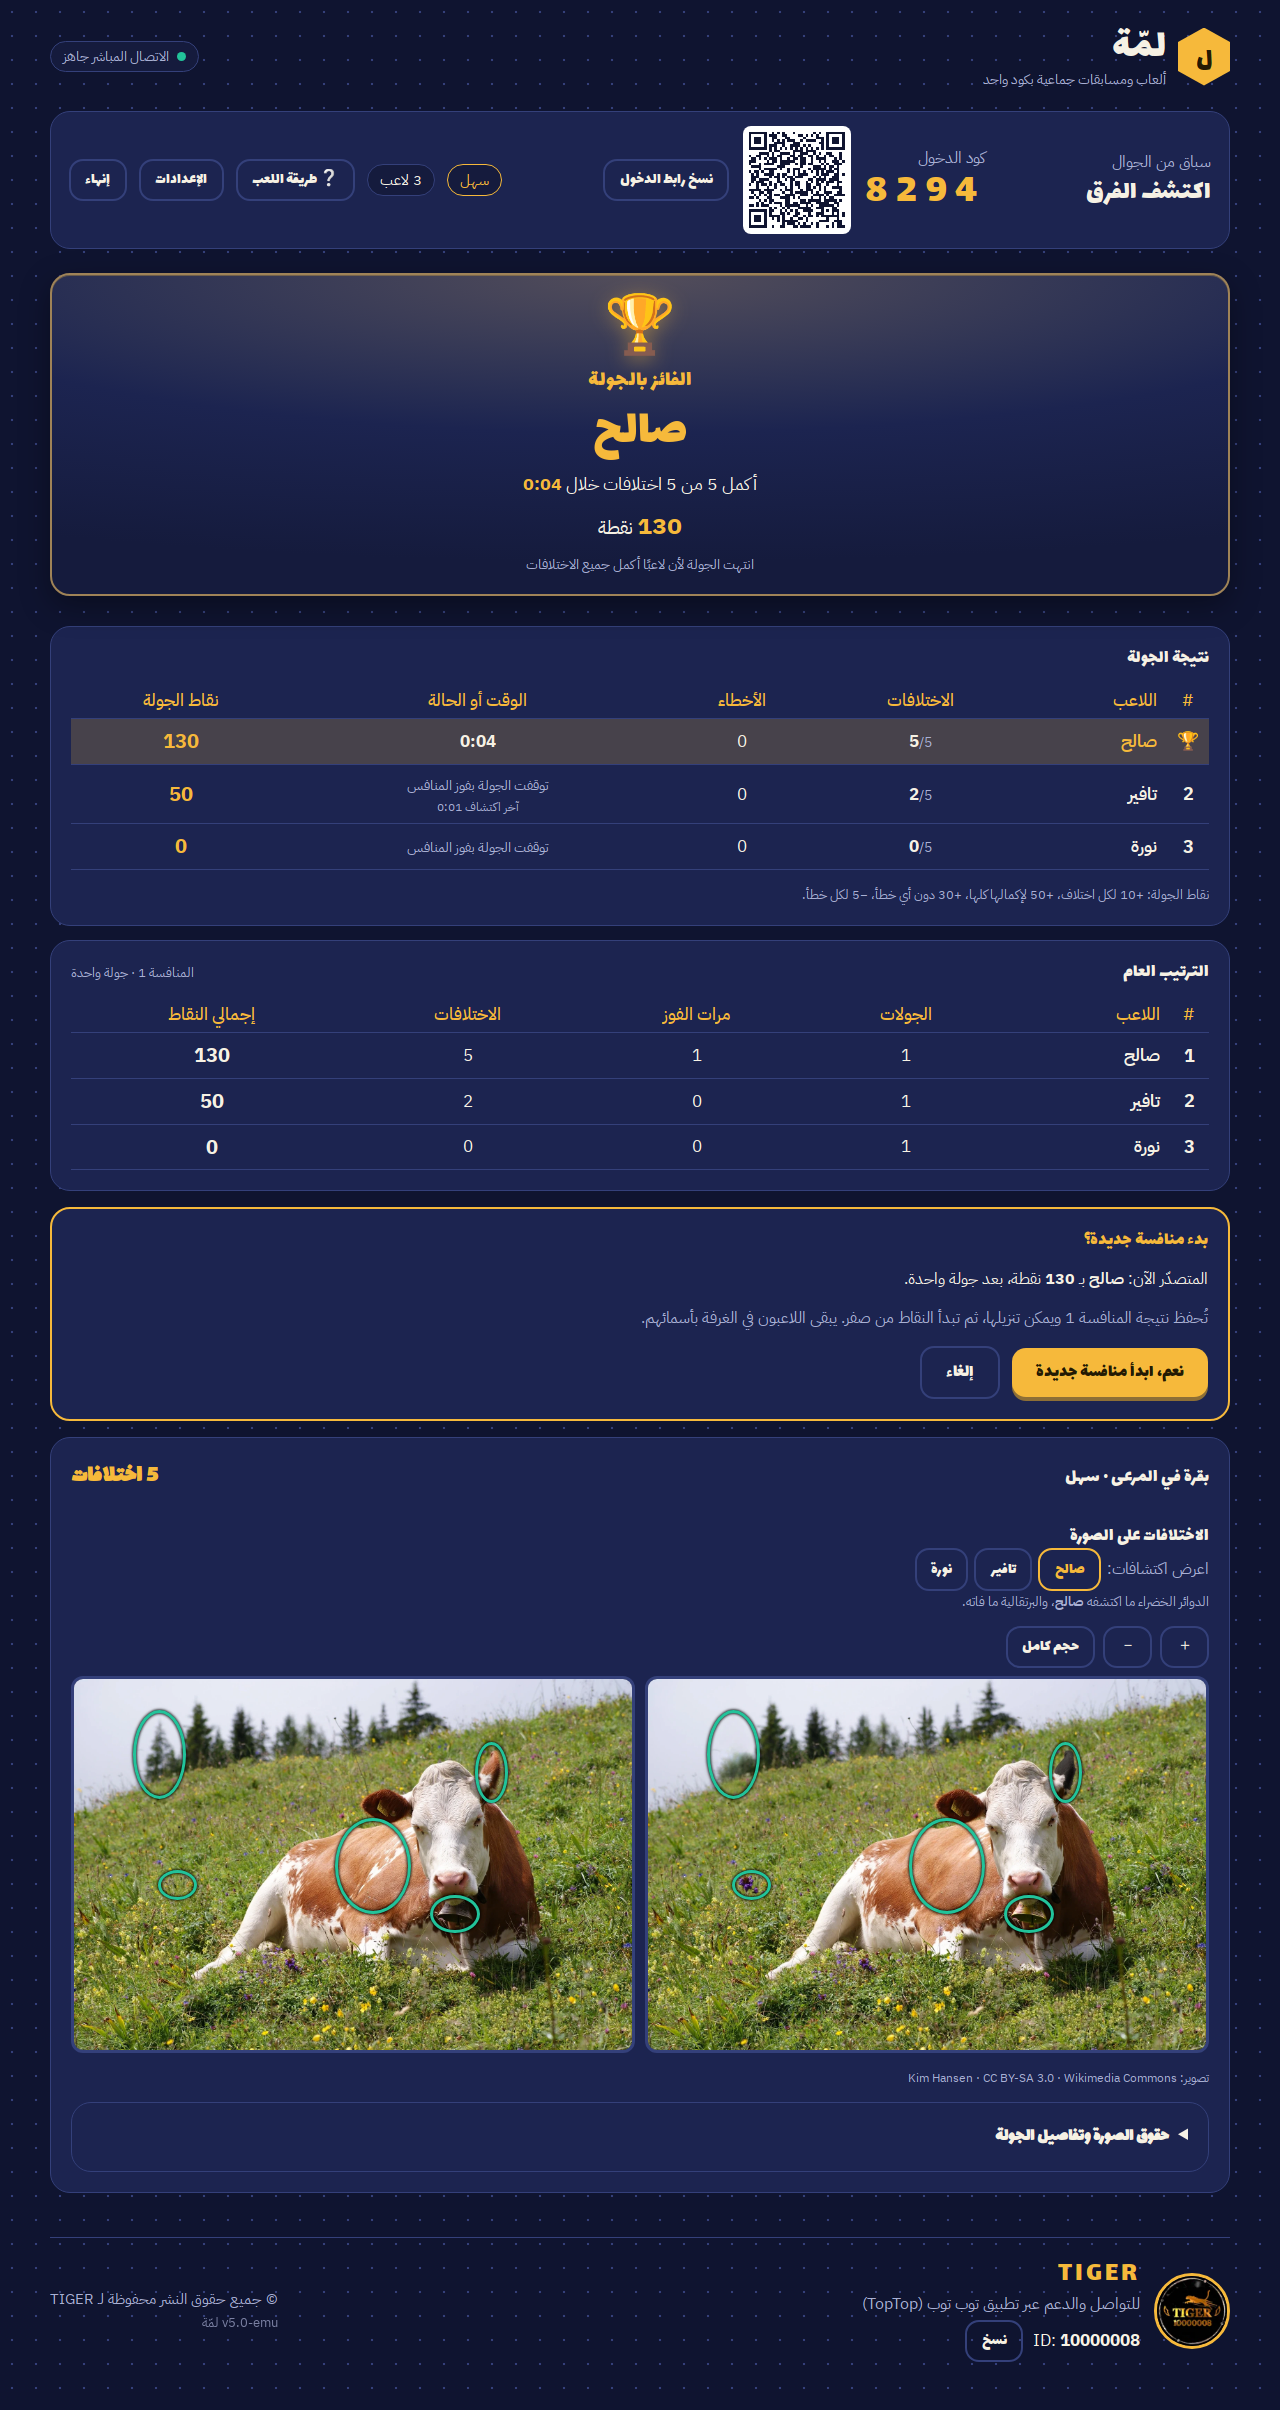 ل
لمّة
ألعاب ومسابقات جماعية بكود واحد
الاتصال المباشر جاهز
سباق من الجوال
اكتشف الفرق
كود الدخول
8294
نسخ رابط الدخول
سهل
3 لاعب
❔ طريقة اللعب
الإعدادات
إنهاء
الفائز بالجولة
صالح
أكمل 5 من 5 اختلافات خلال 0:04
130 نقطة
انتهت الجولة لأن لاعبًا أكمل جميع الاختلافات
نتيجة الجولة
# اللاعب الاختلافات الأخطاء الوقت أو الحالة نقاط الجولة
🏆 صالح 5/5 0 0:04 130
2 تافير 2/5 0 توقفت الجولة بفوز المنافس 50
آخر اكتشاف 0:01
3 نورة 0/5 0 توقفت الجولة بفوز المنافس 0
نقاط الجولة: +10 لكل اختلاف، +50 لإكمالها كلها، +30 دون أي خطأ، −5 لكل خطأ.
الترتيب العام
المنافسة 1 · جولة واحدة
# اللاعب الجولات مرات الفوز الاختلافات إجمالي النقاط
1 صالح 1 1 5 130
2 تافير 1 0 2 50
3 نورة 1 0 0 0
بدء منافسة جديدة؟
المتصدّر الآن: صالح بـ 130 نقطة، بعد جولة واحدة.
تُحفظ نتيجة المنافسة 1 ويمكن تنزيلها، ثم تبدأ النقاط من صفر. يبقى اللاعبون في الغرفة بأسمائهم.
نعم، ابدأ منافسة جديدة
إلغاء
بقرة في المرعى · سهل
5 اختلافات
الاختلافات على الصورة
اعرض اكتشافات: صالح تافير نورة
الدوائر الخضراء ما اكتشفه صالح، والبرتقالية ما فاته.
+ − حجم كامل
تصوير: Kim Hansen · CC BY-SA 3.0 · Wikimedia Commons
◀ حقوق الصورة وتفاصيل الجولة
TIGER
10000008
TIGER
للتواصل والدعم عبر تطبيق توب توب (TopTop)
ID: 10000008
نسخ
© جميع حقوق النشر محفوظة لـ TIGER
لمّة v5.0-emu